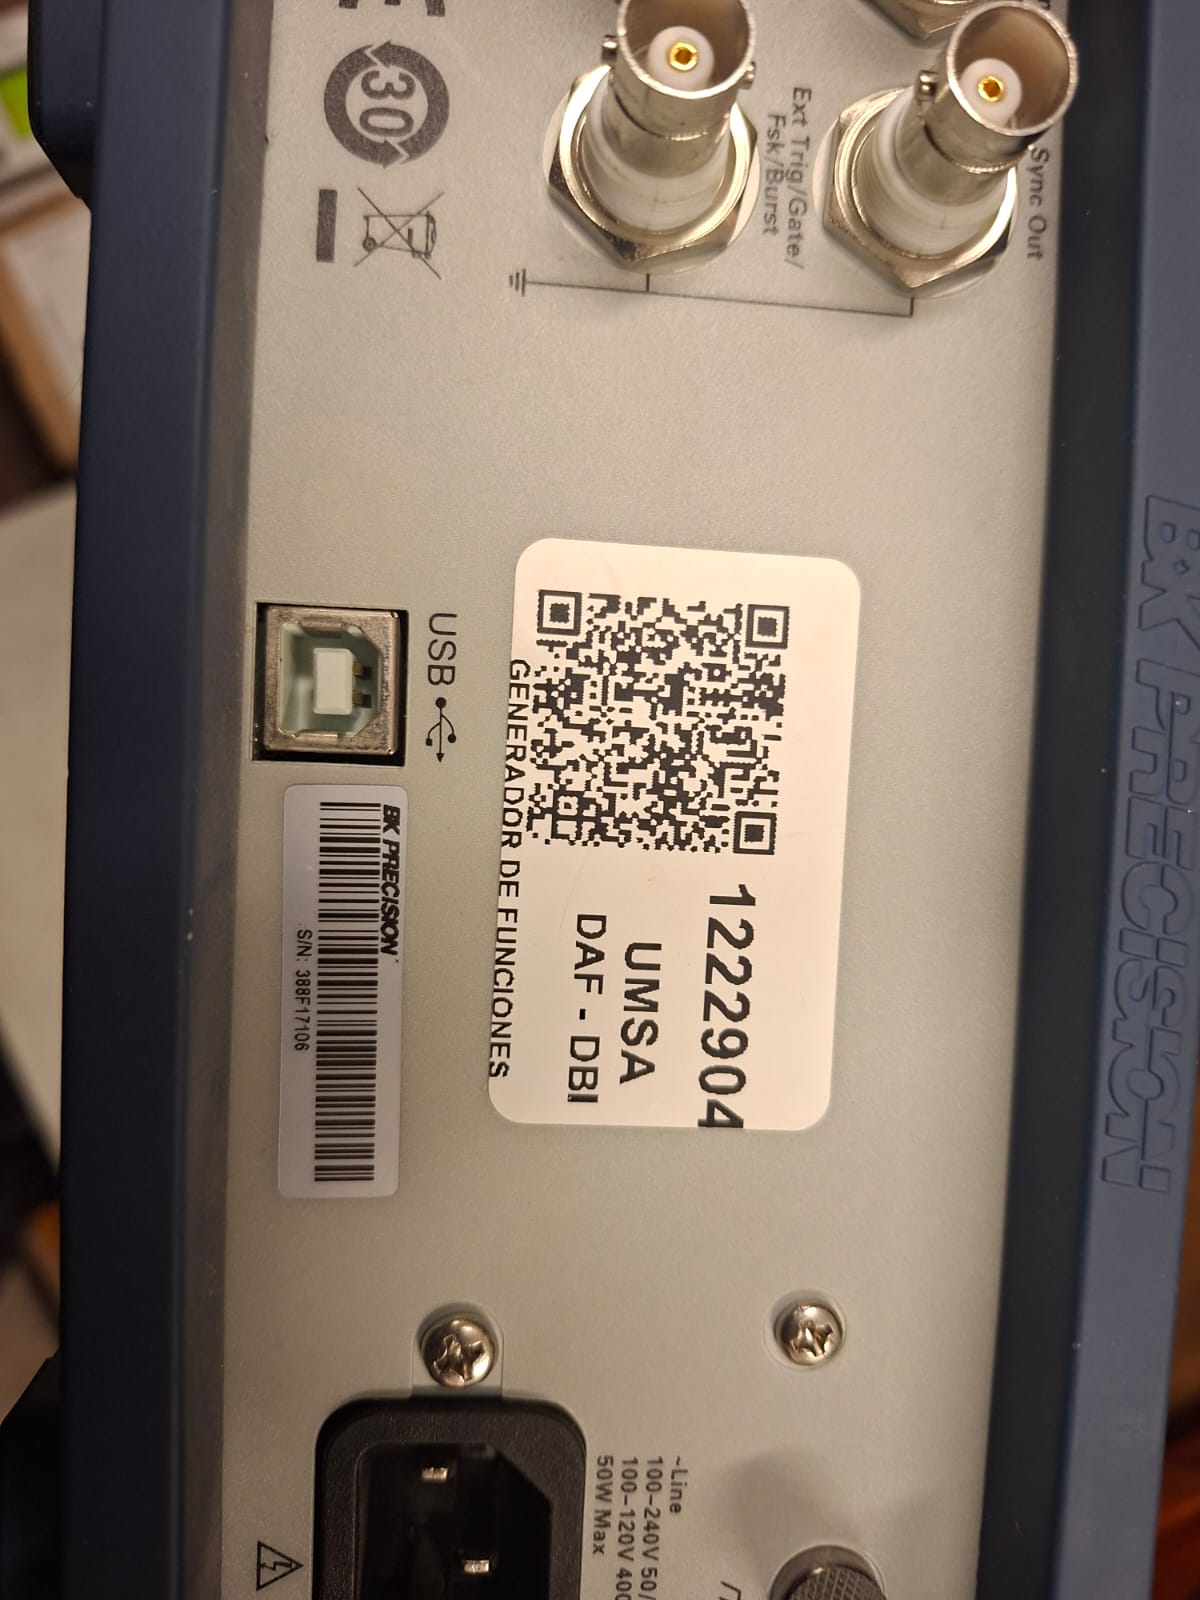 Sync Out
Ext Trig/Gate/
Fsk/Burst
30
BK PRECISION
1222904
UMSA
DAF - DBI
GENERADOR DE FUNCIONES
USB
BK PRECISION
S/N: 388F17106
~Line
100-240V 50/
100-120V 400
50W Max